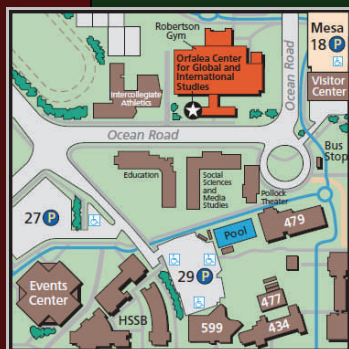 Robertson
Gym
Orfalea Center
for Global and
International
Studies
Mesa
18 P
Visitor
Center
Intercollegiate
Athletics
Ocean Road
Ocean Road
Bus
Stop
Education
Social
Sciences
and
Media
Studies
Pollock
Theater
27 P
Pool
479
29 P
Events
Center
HSSB
477
599
434